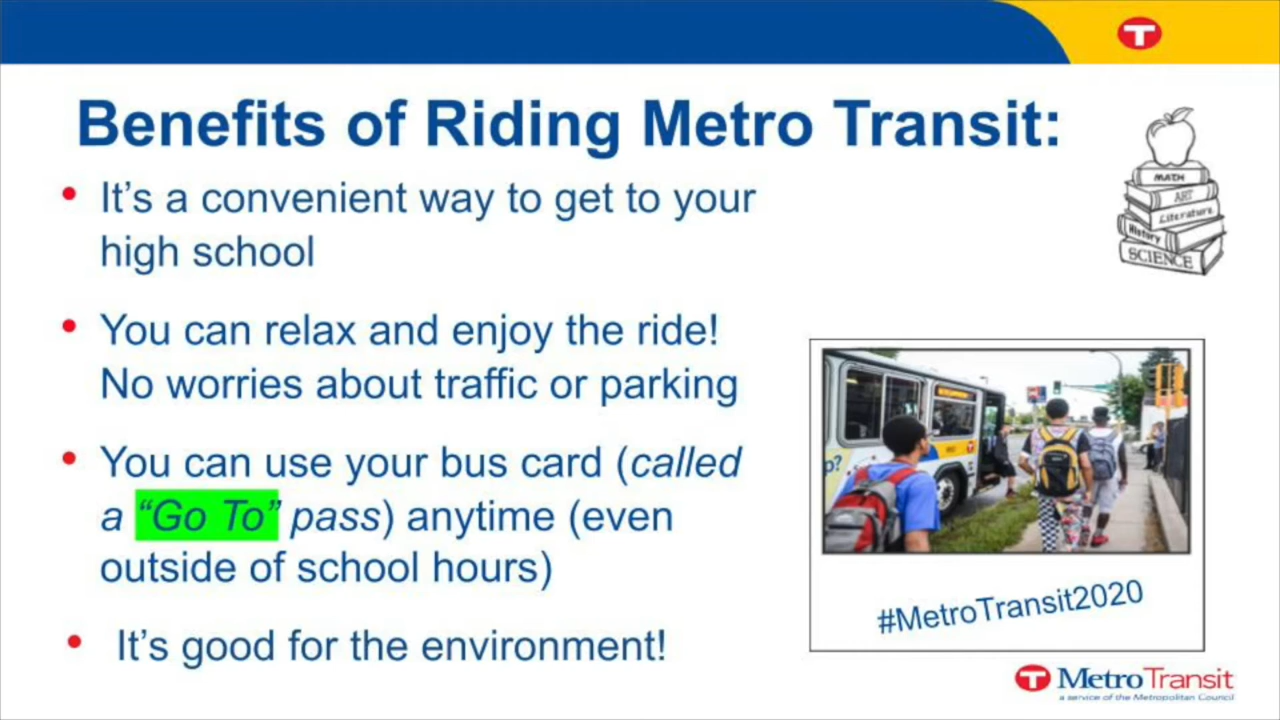 T
Benefits of Riding Metro Transit:
• It’s a convenient way to get to your
high school
• You can relax and enjoy the ride!
No worries about traffic or parking
• You can use your bus card (called
a “Go To” pass) anytime (even
outside of school hours)
• It’s good for the environment!
MATH
ART
Literature
History
SCIENCE
p?
#MetroTransit2020
T MetroTransit
a service of the Metropolitan Council